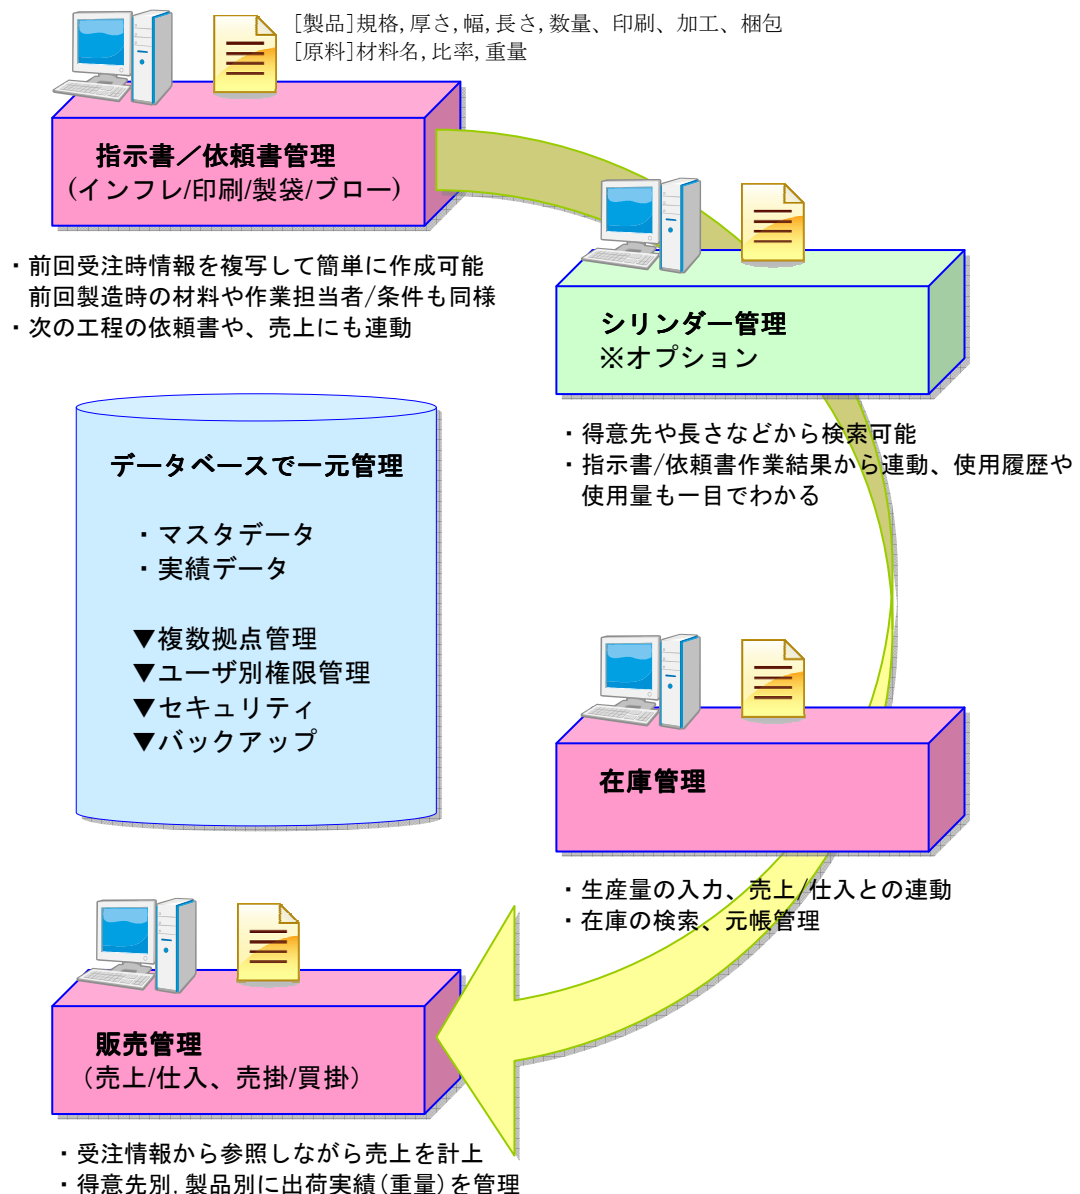 [製品]規格,厚さ,幅,長さ,数量、印刷、加工、梱包
[原料]材料名,比率,重量
指示書／依頼書管理
(インフレ/印刷/製袋/ブロー)
・前回受注時情報を複写して簡単に作成可能
前回製造時の材料や作業担当者/条件も同様
・次の工程の依頼書や、売上にも連動
シリンダー管理
※オプション
・得意先や長さなどから検索可能
・指示書/依頼書作業結果から連動、使用履歴や
使用量も一目でわかる
データベースで一元管理
・マスタデータ
・実績データ
▼複数拠点管理
▼ユーザ別権限管理
▼セキュリティ
▼バックアップ
在庫管理
・生産量の入力、売上/仕入との連動
・在庫の検索、元帳管理
販売管理
（売上/仕入、売掛/買掛）
・受注情報から参照しながら売上を計上
・得意先別,製品別に出荷実績(重量)を管理